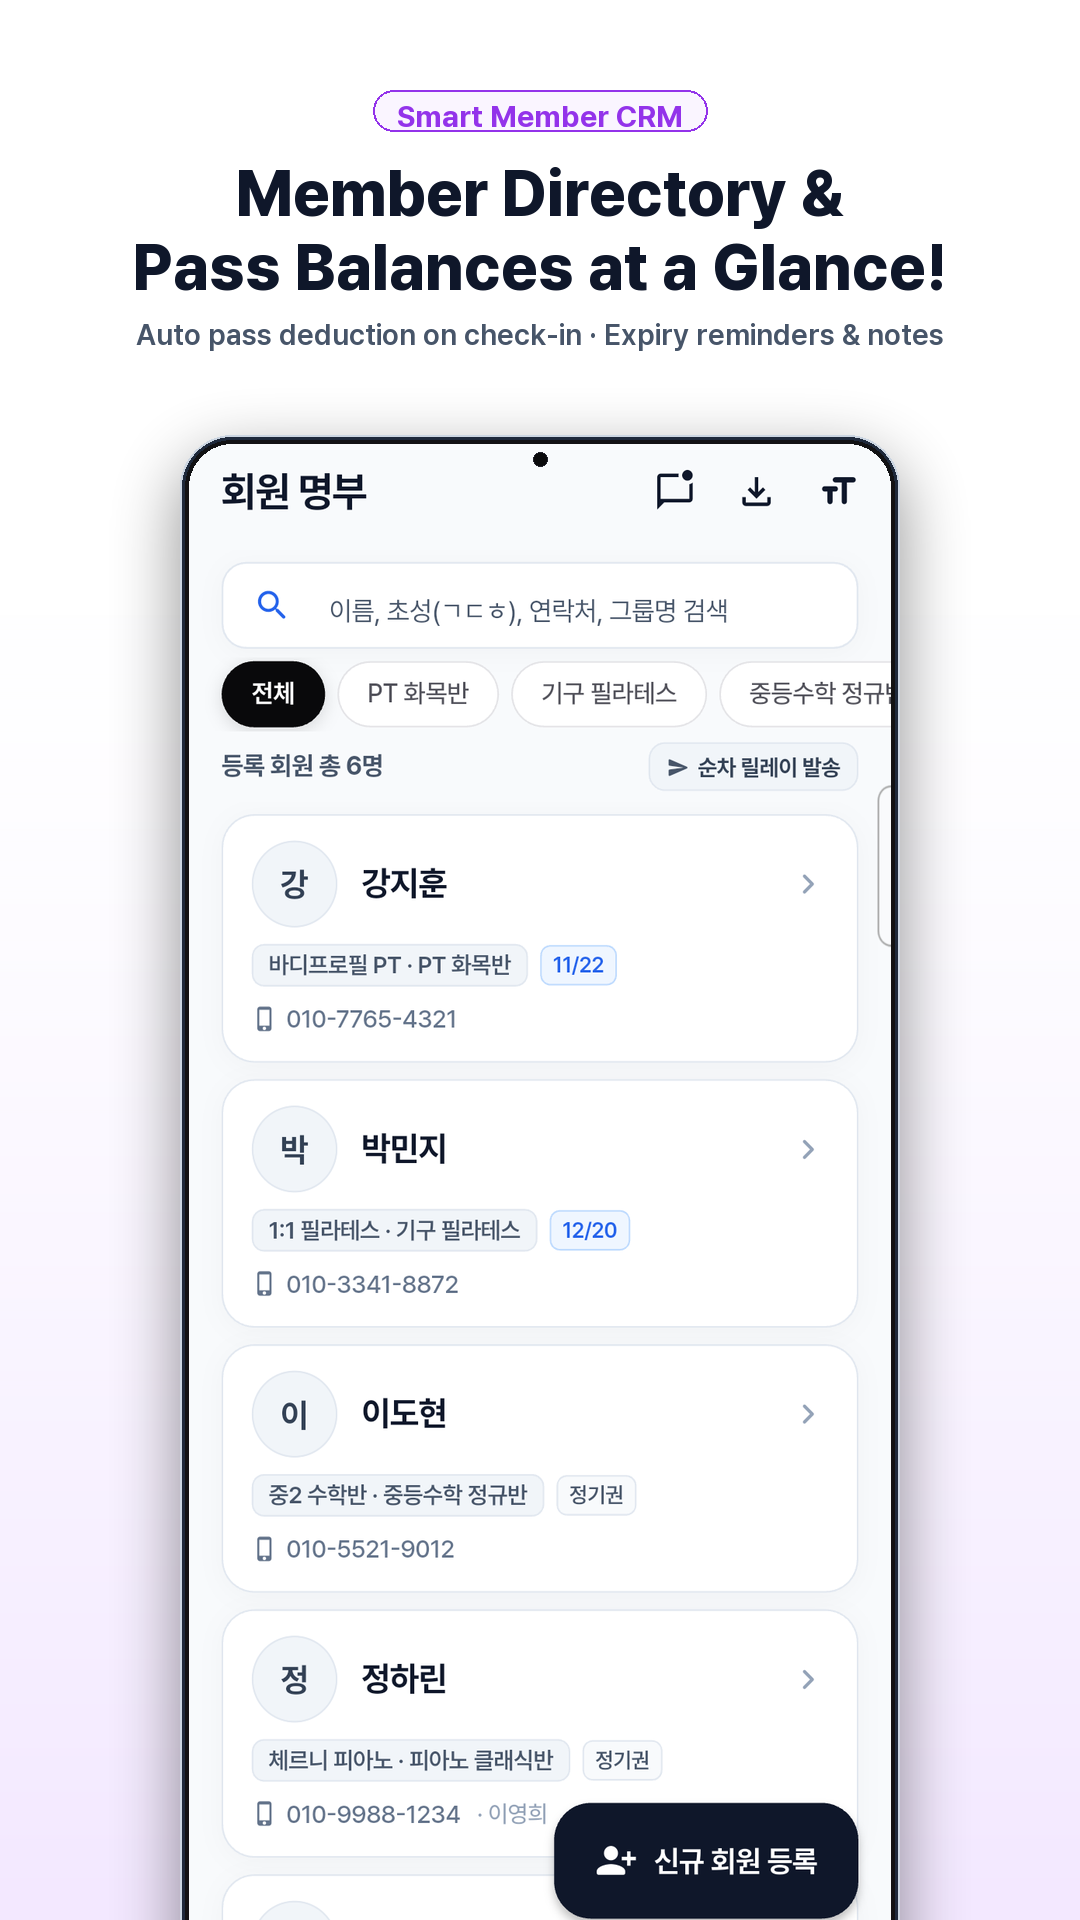 Smart Member CRM
Member Directory &
Pass Balances at a Glance!
Auto pass deduction on check-in · Expiry reminders & notes
회원 명부
이름, 초성(ㄱㄷㅎ), 연락처, 그룹명 검색
전체 PT 화목반 기구 필라테스 중등수학 정규반
등록 회원 총 6명 순차 릴레이 발송
강 강지훈
바디프로필 PT · PT 화목반 11/22
010-7765-4321
박 박민지
1:1 필라테스 · 기구 필라테스 12/20
010-3341-8872
이 이도현
중2 수학반 · 중등수학 정규반 정기권
010-5521-9012
정 정하린
체르니 피아노 · 피아노 클래식반 정기권
010-9988-1234 · 이영희
신규 회원 등록